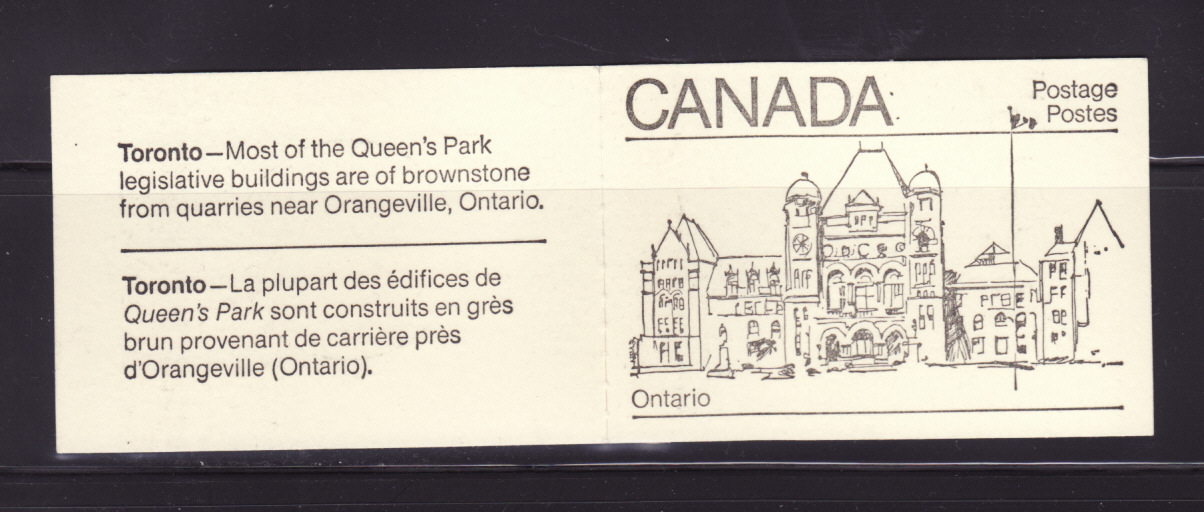 Toronto—Most of the Queen's Park
legislative buildings are of brownstone
from quarries near Orangeville, Ontario.
Toronto—La plupart des édifices de
Queen's Park sont construits en grès
brun provenant de carrière près
d'Orangeville (Ontario).
CANADA
Postage
Postes
Ontario